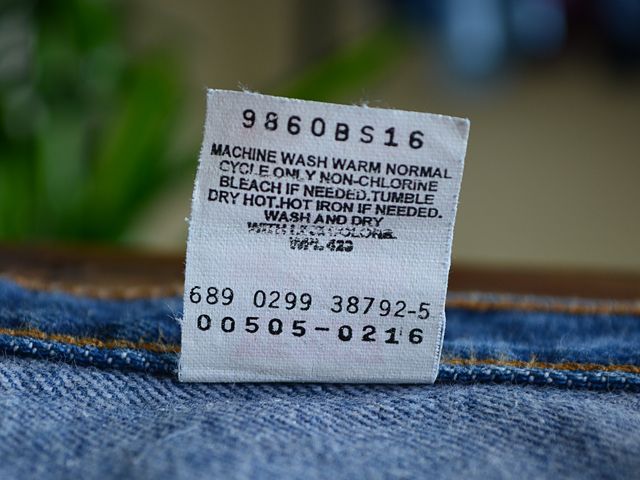 9860BS16
MACHINE WASH WARM NORMAL
CYCLE.ONLY NON-CHLORINE
BLEACH IF NEEDED.TUMBLE
DRY HOT.HOT IRON IF NEEDED.
WASH AND DRY
WITH LIKE COLORS.
WPL 423
689 0299 38792-5
00505-0216